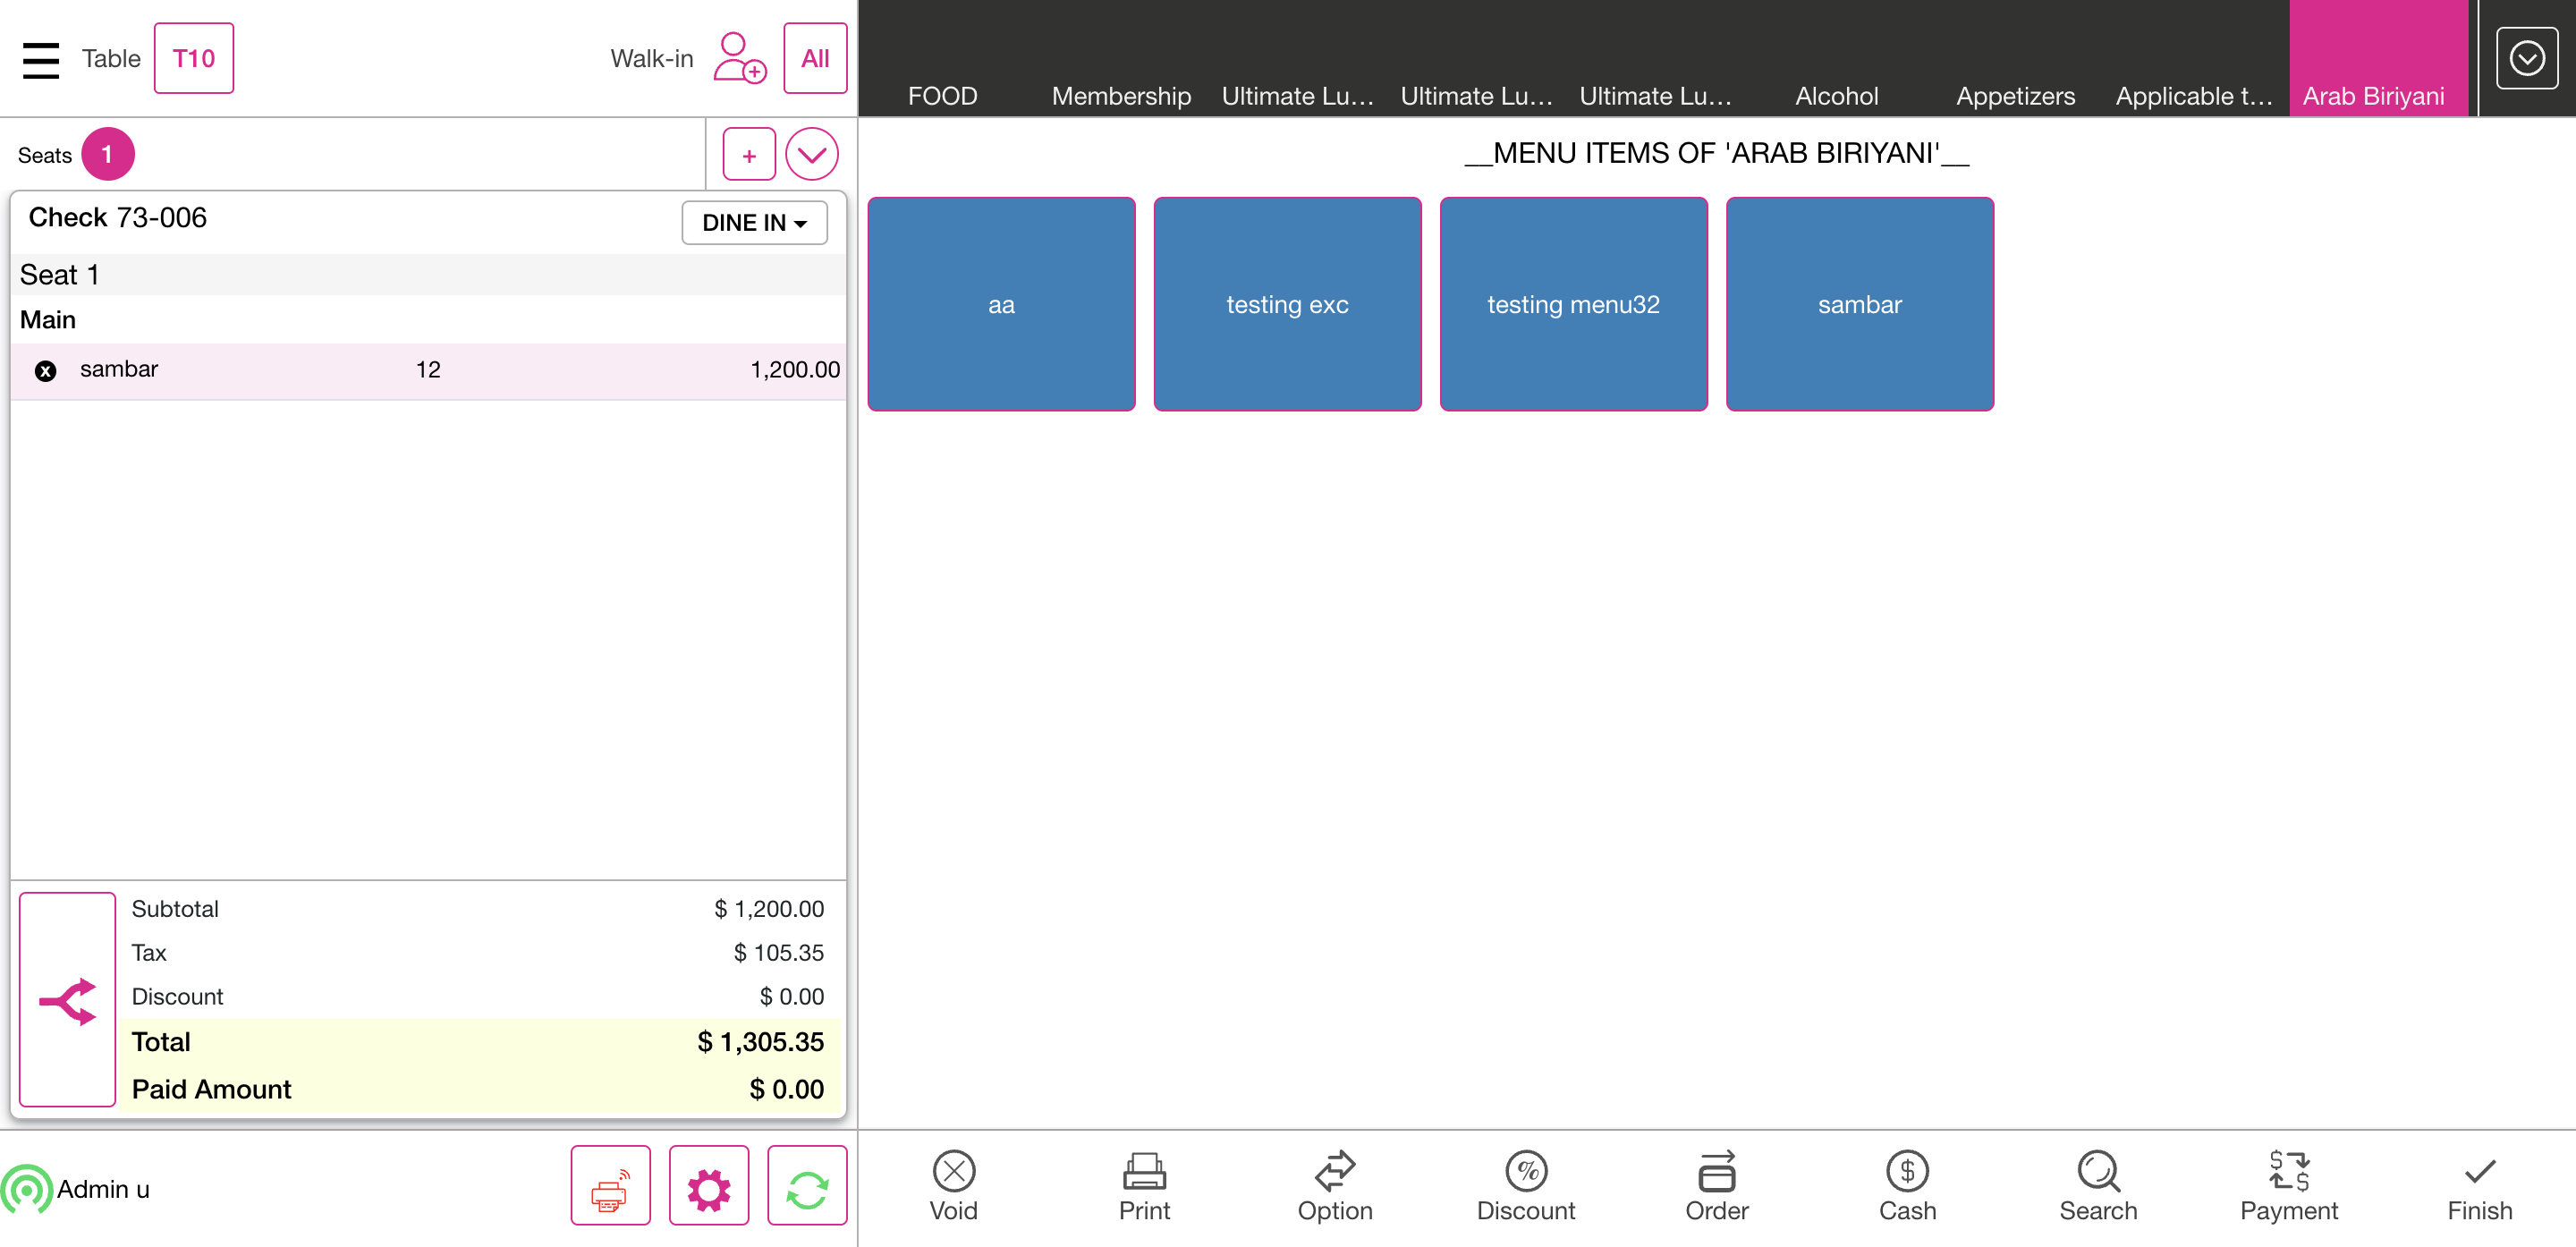 Table T10 Walk-in All
FOOD Membership Ultimate Lu... Ultimate Lu... Ultimate Lu... Alcohol Appetizers Applicable t... Arab Biriyani
Seats 1 +
__MENU ITEMS OF 'ARAB BIRIYANI'__
Check 73-006 DINE IN
Seat 1
Main
sambar 12 1,200.00
aa
testing exc
testing menu32
sambar
Subtotal $ 1,200.00
Tax $ 105.35
Discount $ 0.00
Total $ 1,305.35
Paid Amount $ 0.00
Admin u
Void Print Option Discount Order Cash Search Payment Finish